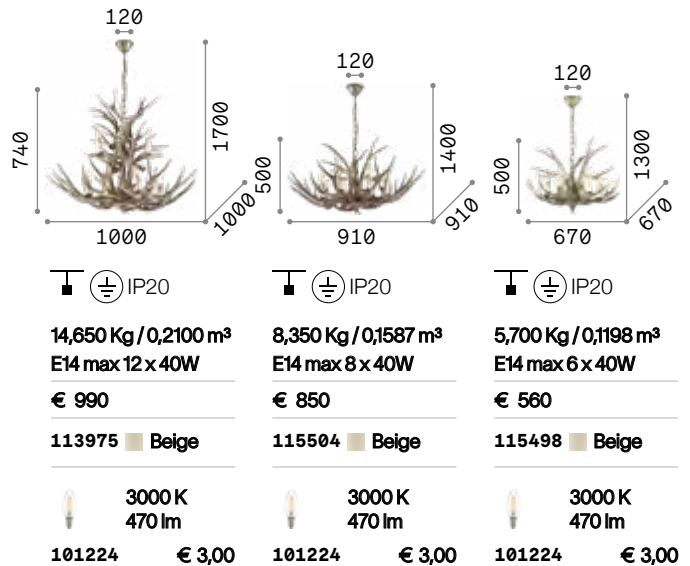 120
740
1700
1000
1000
IP20
14,650 Kg / 0,2100 m³
E14 max 12 x 40W
€ 990
113975 Beige
3000 K
470 lm
101224 € 3,00
120
500
1400
910
910
IP20
8,350 Kg / 0,1587 m³
E14 max 8 x 40W
€ 850
115504 Beige
3000 K
470 lm
101224 € 3,00
120
500
1300
670
670
IP20
5,700 Kg / 0,1198 m³
E14 max 6 x 40W
€ 560
115498 Beige
3000 K
470 lm
101224 € 3,00